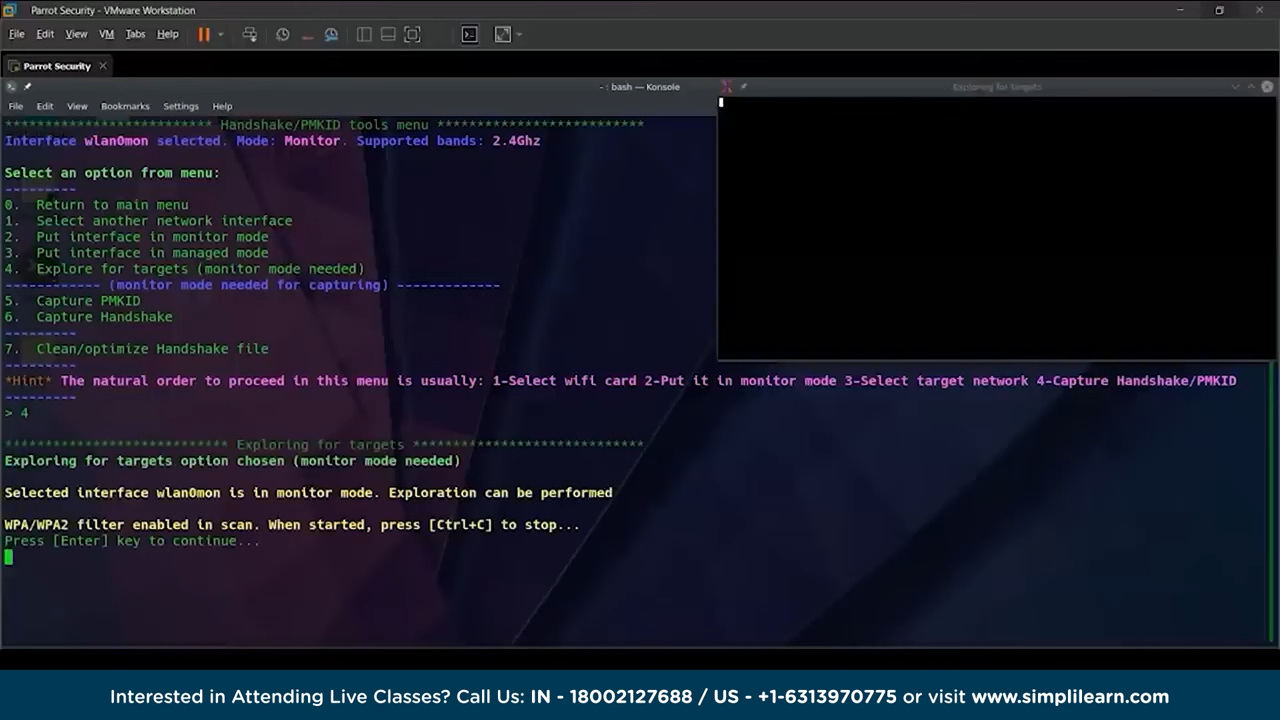 Parrot Security - VMware Workstation
File Edit View VM Tabs Help
Parrot Security
~ : bash — Konsole
Exploring for targets
File Edit View Bookmarks Settings Help
*************************** Handshake/PMKID tools menu ***************************
Interface wlan0mon selected. Mode: Monitor. Supported bands: 2.4Ghz
Select an option from menu:
---------
0. Return to main menu
1. Select another network interface
2. Put interface in monitor mode
3. Put interface in managed mode
4. Explore for targets (monitor mode needed)
------------ (monitor mode needed for capturing) -------------
5. Capture PMKID
6. Capture Handshake
---------
7. Clean/optimize Handshake file
---------
*Hint* The natural order to proceed in this menu is usually: 1-Select wifi card 2-Put it in monitor mode 3-Select target network 4-Capture Handshake/PMKID
---------
> 4
**************************** Exploring for targets *****************************
Exploring for targets option chosen (monitor mode needed)
Selected interface wlan0mon is in monitor mode. Exploration can be performed
WPA/WPA2 filter enabled in scan. When started, press [Ctrl+C] to stop...
Press [Enter] key to continue...
Interested in Attending Live Classes? Call Us: IN - 18002127688 / US - +1-6313970775 or visit www.simplilearn.com